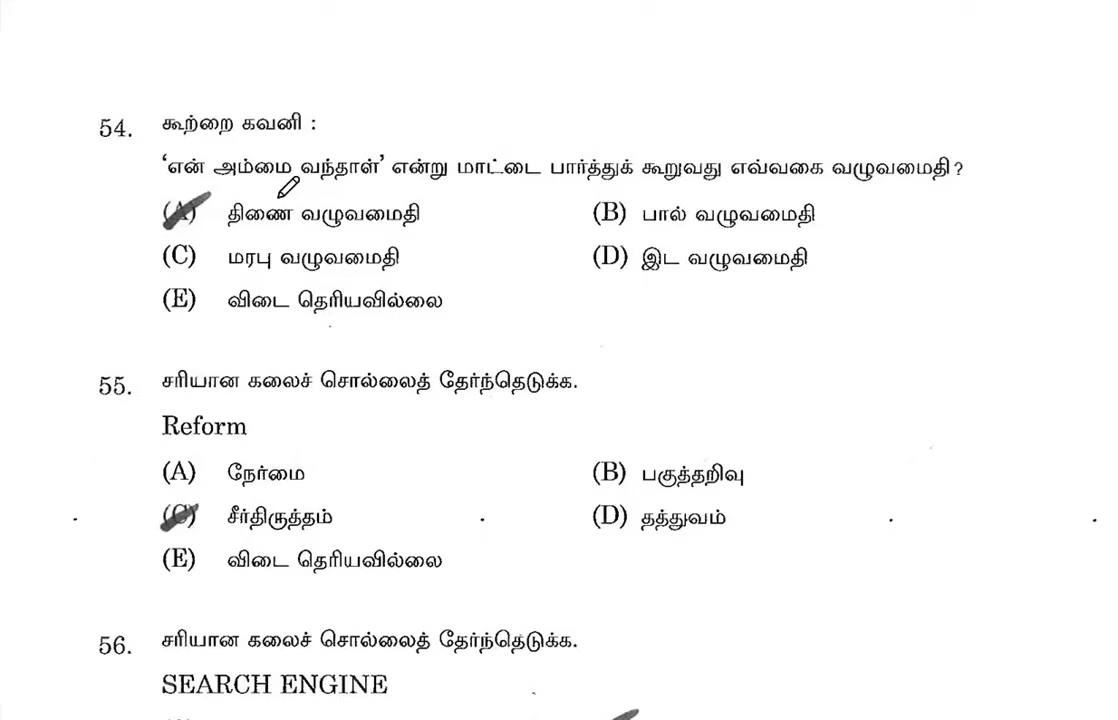 54. கூற்றை கவனி :
'என் அம்மை வந்தாள்' என்று மாட்டை பார்த்துக் கூறுவது எவ்வகை வழுவமைதி?
(A) திணை வழுவமைதி (B) பால் வழுவமைதி
(C) மரபு வழுவமைதி (D) இட வழுவமைதி
(E) விடை தெரியவில்லை
55. சரியான கலைச் சொல்லைத் தேர்ந்தெடுக்க.
Reform
(A) நேர்மை (B) பகுத்தறிவு
(C) சீர்திருத்தம் (D) தத்துவம்
(E) விடை தெரியவில்லை
56. சரியான கலைச் சொல்லைத் தேர்ந்தெடுக்க.
SEARCH ENGINE